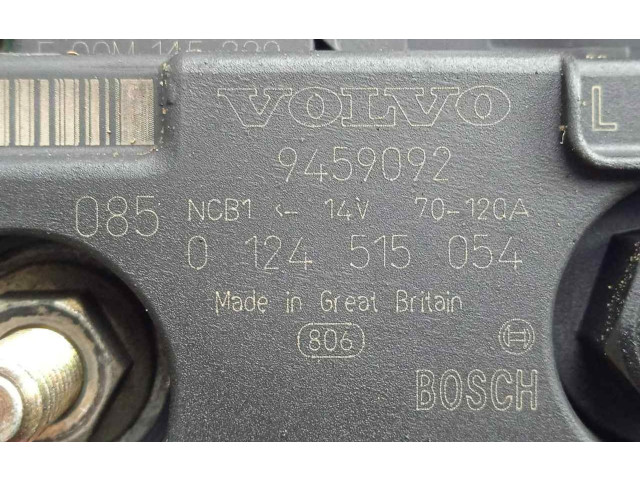 VOLVO
L
9459092
085
NCB1 <- 14V 70-120A
0 124 515 054
Made in Great Britain
806
BOSCH